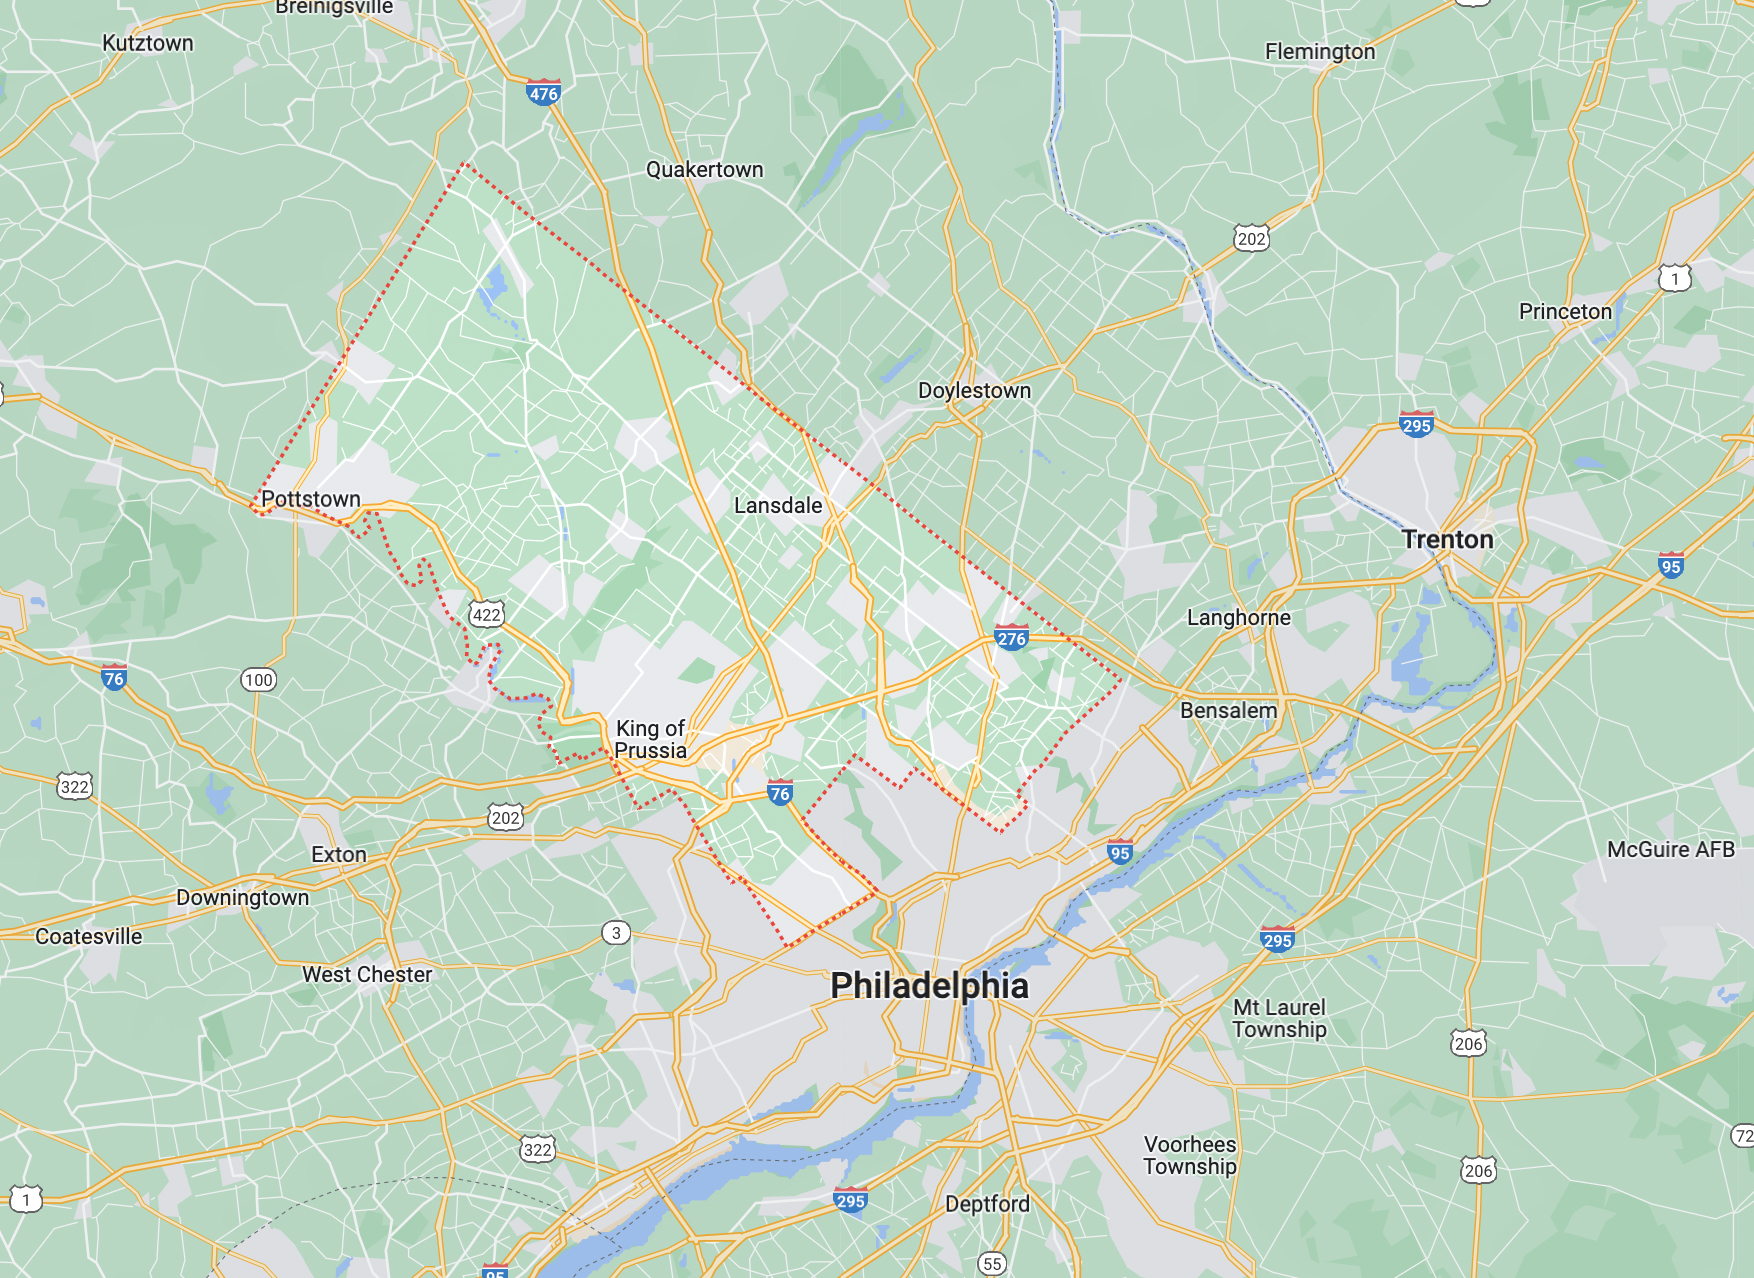 Breinigsville
Kutztown
Flemington
476
Quakertown
202
1
Princeton
Doylestown
295
Pottstown
Lansdale
Trenton
95
422
Langhorne
276
76
100
Bensalem
King of
Prussia
322
76
202
Exton
95
McGuire AFB
Downingtown
Coatesville
3
295
West Chester
Philadelphia
Mt Laurel
Township
206
72
322
Voorhees
Township
206
1
295
Deptford
55
95